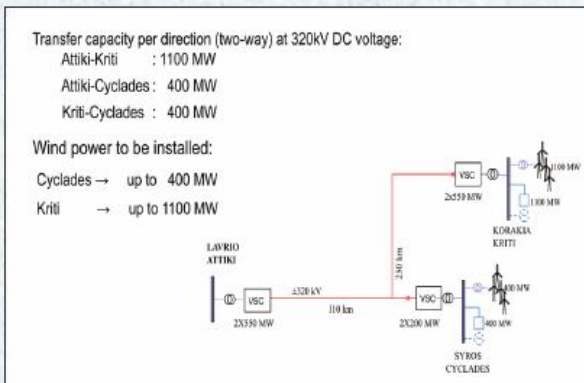 Transfer capacity per direction (two-way) at 320kV DC voltage:
Attiki-Kriti : 1100 MW
Attiki-Cyclades : 400 MW
Kriti-Cyclades : 400 MW
Wind power to be installed:
Cyclades → up to 400 MW
Kriti → up to 1100 MW
1100 MW
VSC
2x550 MW
1100 MW
KORAKIA
KRITI
250 km
LAVRIO
ATTIKI
±320 kV
VSC
110 km
2X550 MW
400 MW
VSC
2X200 MW
400 MW
SYROS
CYCLADES